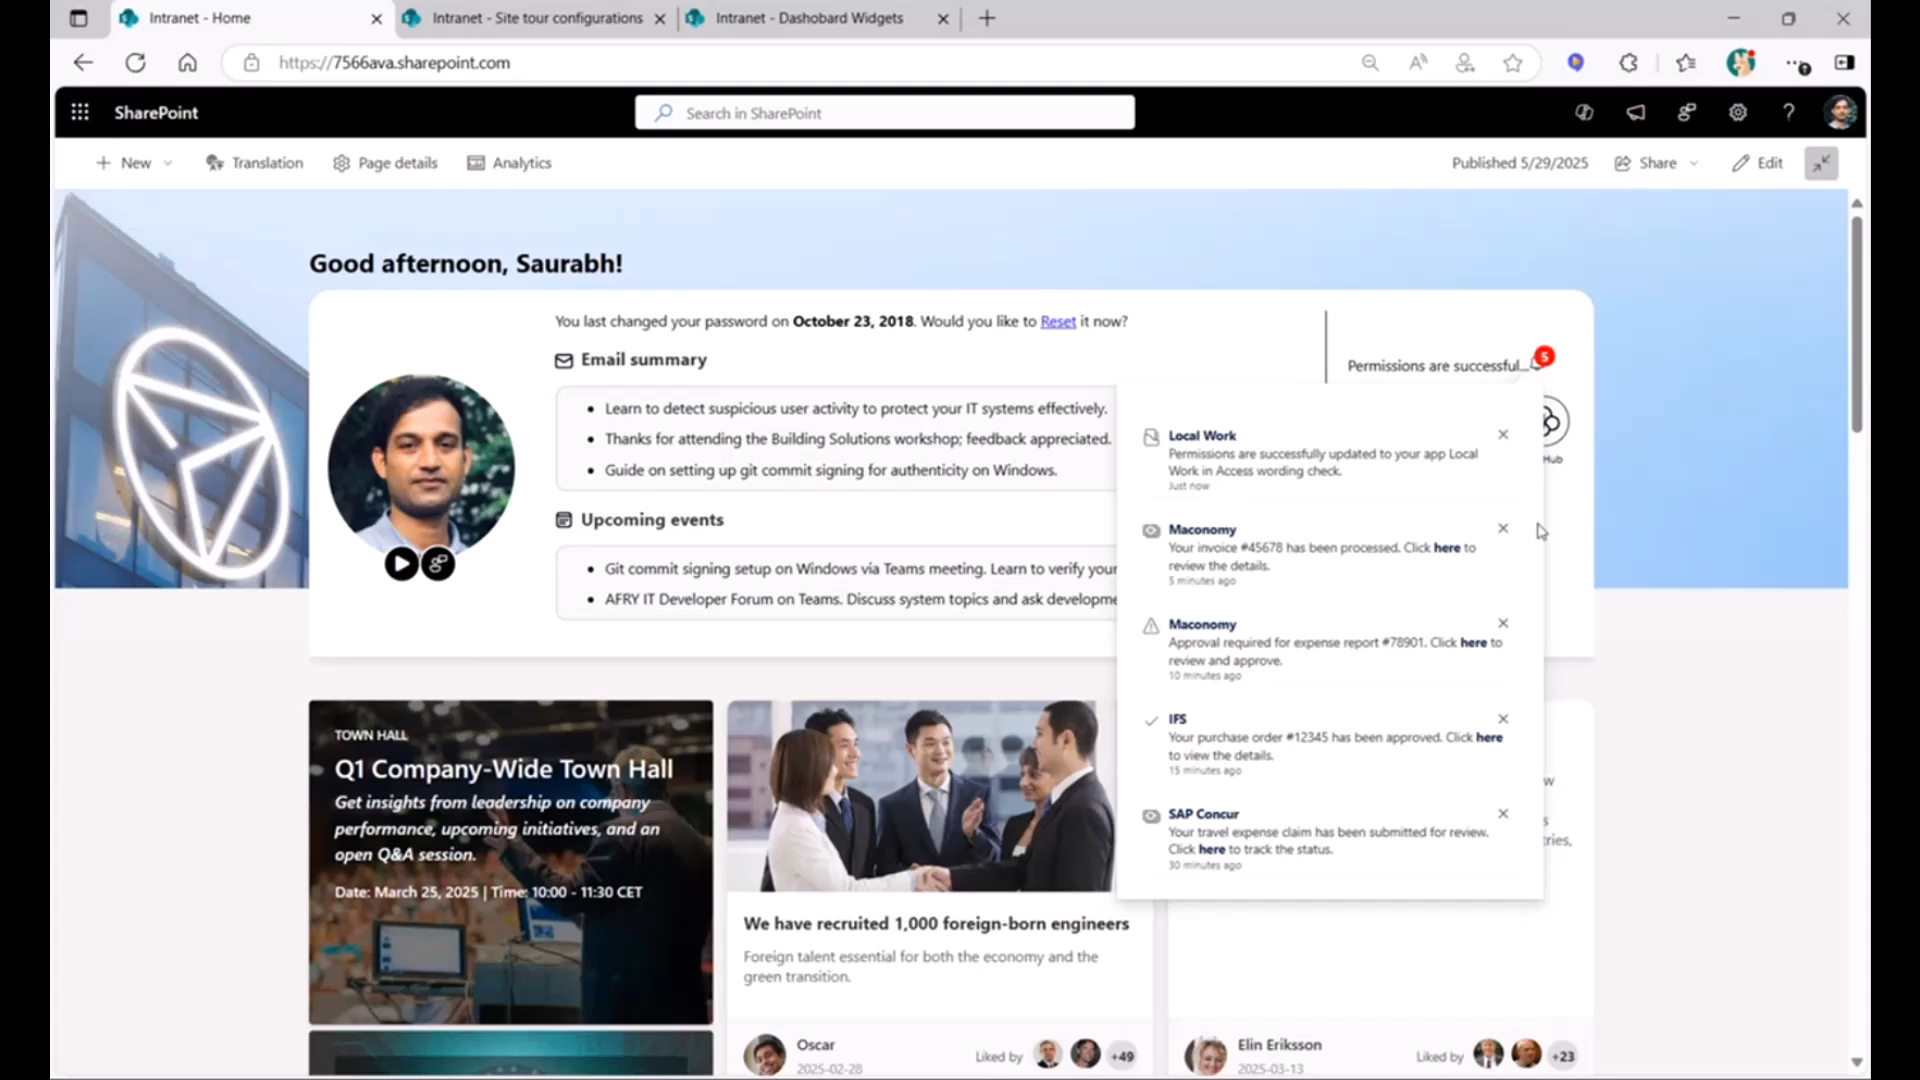 Intranet - Home
Intranet - Site tour configurations
Intranet - Dashobard Widgets
https://7566ava.sharepoint.com
SharePoint
Search in SharePoint
New
Translation
Page details
Analytics
Published 5/29/2025
Share
Edit
Good afternoon, Saurabh!
You last changed your password on October 23, 2018. Would you like to Reset it now?
Email summary
Learn to detect suspicious user activity to protect your IT systems effectively.
Thanks for attending the Building Solutions workshop; feedback appreciated.
Guide on setting up git commit signing for authenticity on Windows.
Upcoming events
Git commit signing setup on Windows via Teams meeting. Learn to verify your
AFRY IT Developer Forum on Teams. Discuss system topics and ask developme
Permissions are successful...
5
Hub
Local Work
Permissions are successfully updated to your app Local
Work in Access wording check.
Just now
Maconomy
Your invoice #45678 has been processed. Click here to
review the details.
5 minutes ago
Maconomy
Approval required for expense report #78901. Click here to
review and approve.
10 minutes ago
IFS
Your purchase order #12345 has been approved. Click here
to view the details.
15 minutes ago
SAP Concur
Your travel expense claim has been submitted for review.
Click here to track the status.
30 minutes ago
TOWN HALL
Q1 Company-Wide Town Hall
Get insights from leadership on company
performance, upcoming initiatives, and an
open Q&A session.
Date: March 25, 2025 | Time: 10:00 - 11:30 CET
We have recruited 1,000 foreign-born engineers
Foreign talent essential for both the economy and the
green transition.
Oscar
2025-02-28
Liked by
+49
Elin Eriksson
2025-03-13
Liked by
+23